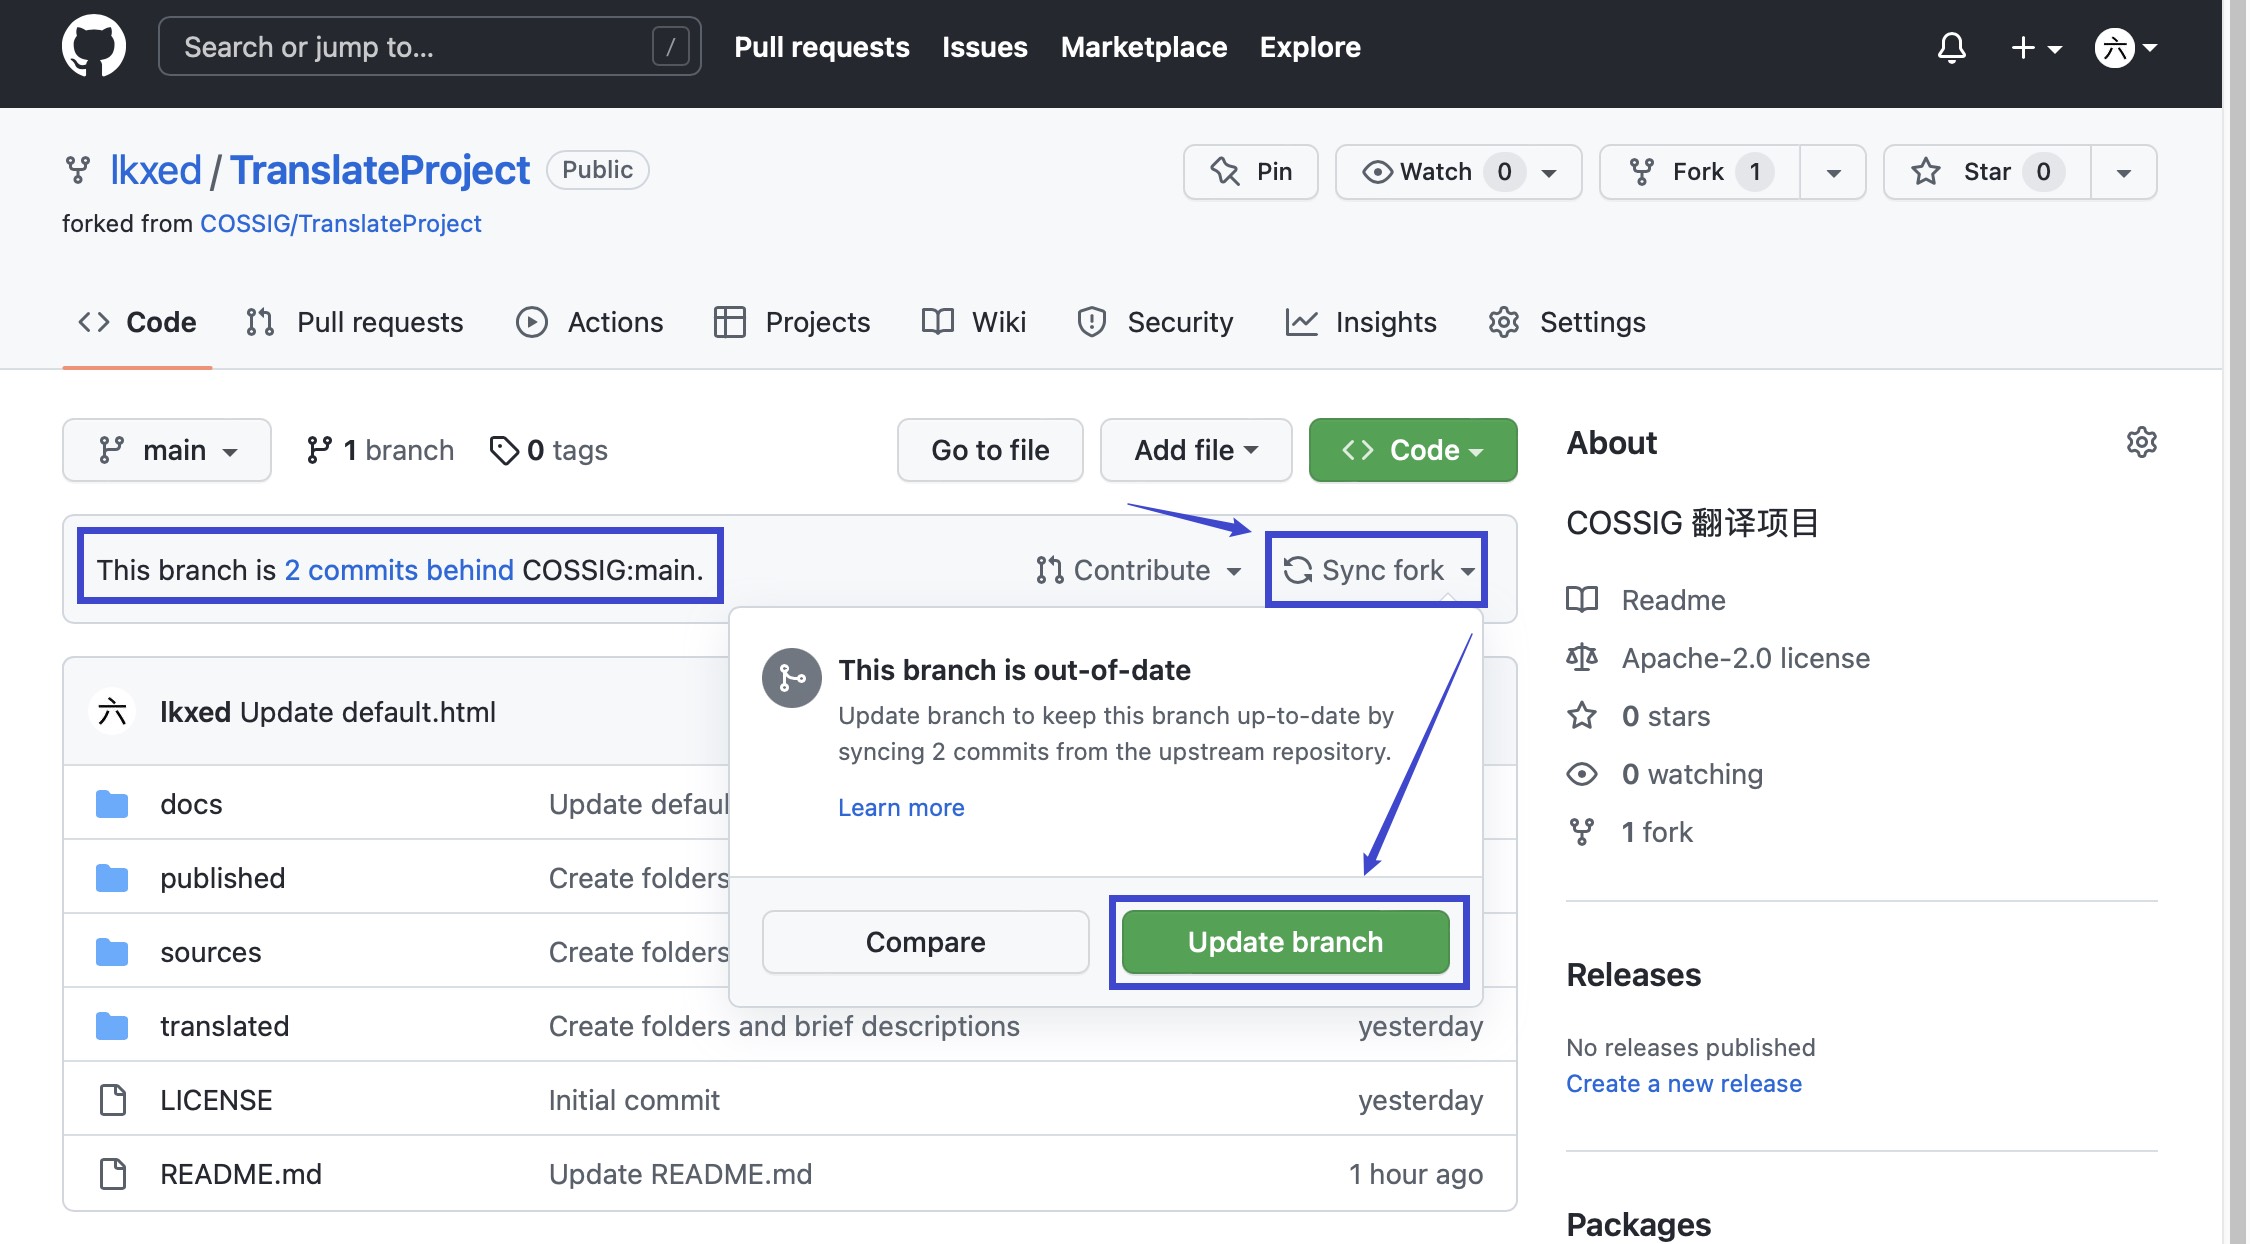 Search or jump to... /
Pull requests Issues Marketplace Explore
六
lkxed / TranslateProject Public
Pin Watch 0 Fork 1 Star 0
forked from COSSIG/TranslateProject
Code Pull requests Actions Projects Wiki Security Insights Settings
main 1 branch 0 tags Go to file Add file Code
This branch is 2 commits behind COSSIG:main. Contribute Sync fork
This branch is out-of-date
Update branch to keep this branch up-to-date by
syncing 2 commits from the upstream repository.
Learn more
Compare Update branch
六 lkxed Update default.html
docs Update defaul
published Create folders
sources Create folders
translated Create folders and brief descriptions yesterday
LICENSE Initial commit yesterday
README.md Update README.md 1 hour ago
About
COSSIG 翻译项目
Readme
Apache-2.0 license
0 stars
0 watching
1 fork
Releases
No releases published
Create a new release
Packages